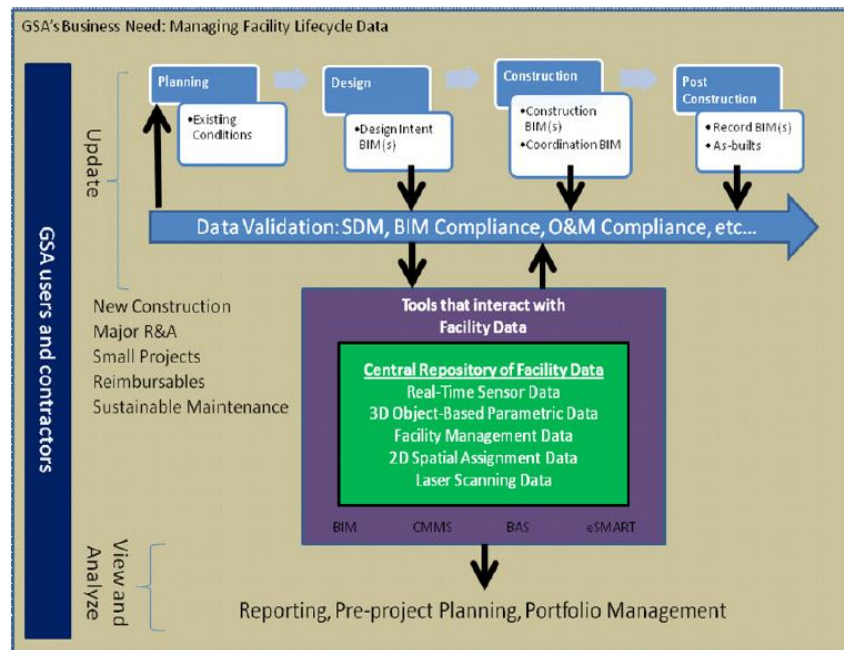 GSA's Business Need: Managing Facility Lifecycle Data
Planning
•Existing
Conditions
Design
•Design Intent
BIM(s)
Construction
•Construction
BIM(s)
•Coordination BIM
Post
Construction
•Record BIM(s)
•As-builts
Update
GSA users and contractors
Data Validation: SDM, BIM Compliance, O&M Compliance, etc...
New Construction
Major R&A
Small Projects
Reimbursables
Sustainable Maintenance
Tools that interact with
Facility Data
Central Repository of Facility Data
Real-Time Sensor Data
3D Object-Based Parametric Data
Facility Management Data
2D Spatial Assignment Data
Laser Scanning Data
BIM CMMS BAS eSMART
View and
Analyze
Reporting, Pre-project Planning, Portfolio Management